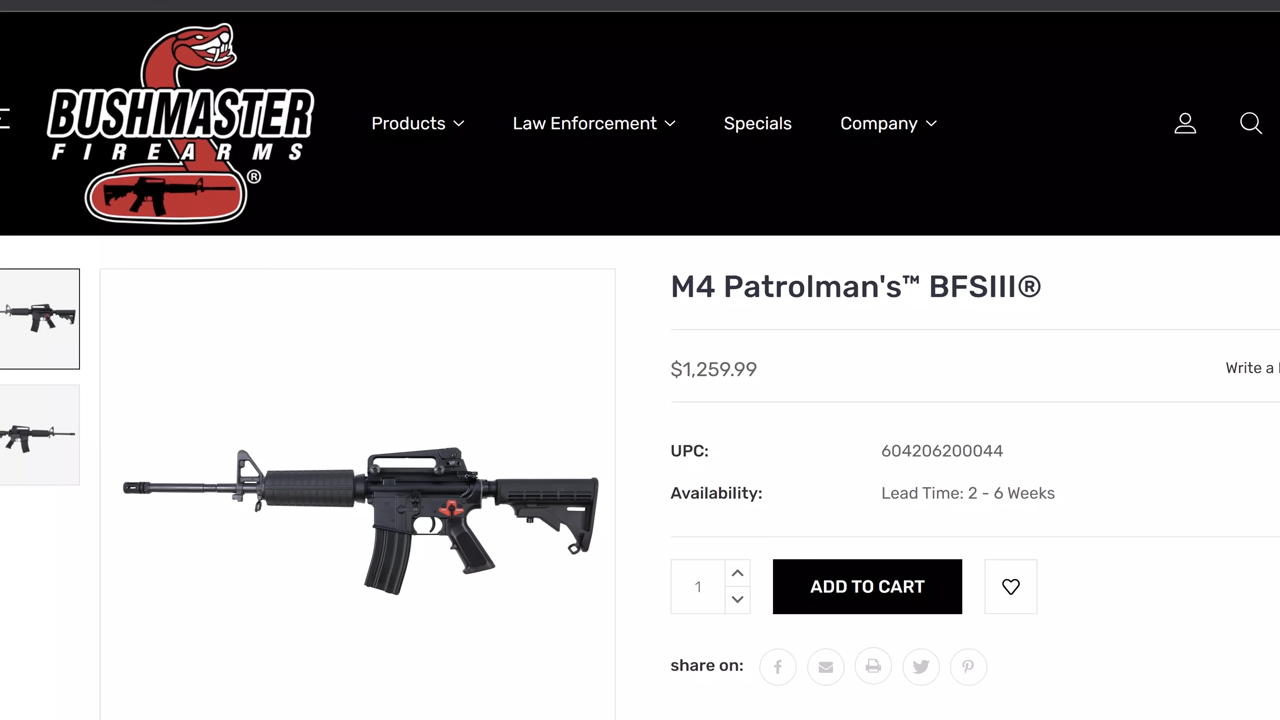 BUSHMASTER
FIREARMS
®
Products
Law Enforcement
Specials
Company
M4 Patrolman's™ BFSIII®
$1,259.99
Write a
UPC: 604206200044
Availability: Lead Time: 2 - 6 Weeks
1
ADD TO CART
share on: